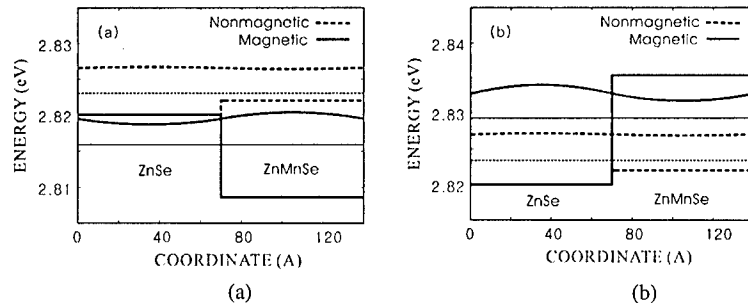 (a)
Nonmagnetic
Magnetic
2.83
2.82
2.81
ENERGY (eV)
ZnSe
ZnMnSe
0
40
80
120
COORDINATE (A)
(a)
(b)
Nonmagnetic
Magnetic
2.84
2.83
2.82
ENERGY (eV)
ZnSe
ZnMnSe
0
40
80
120
COORDINATE (A)
(b)